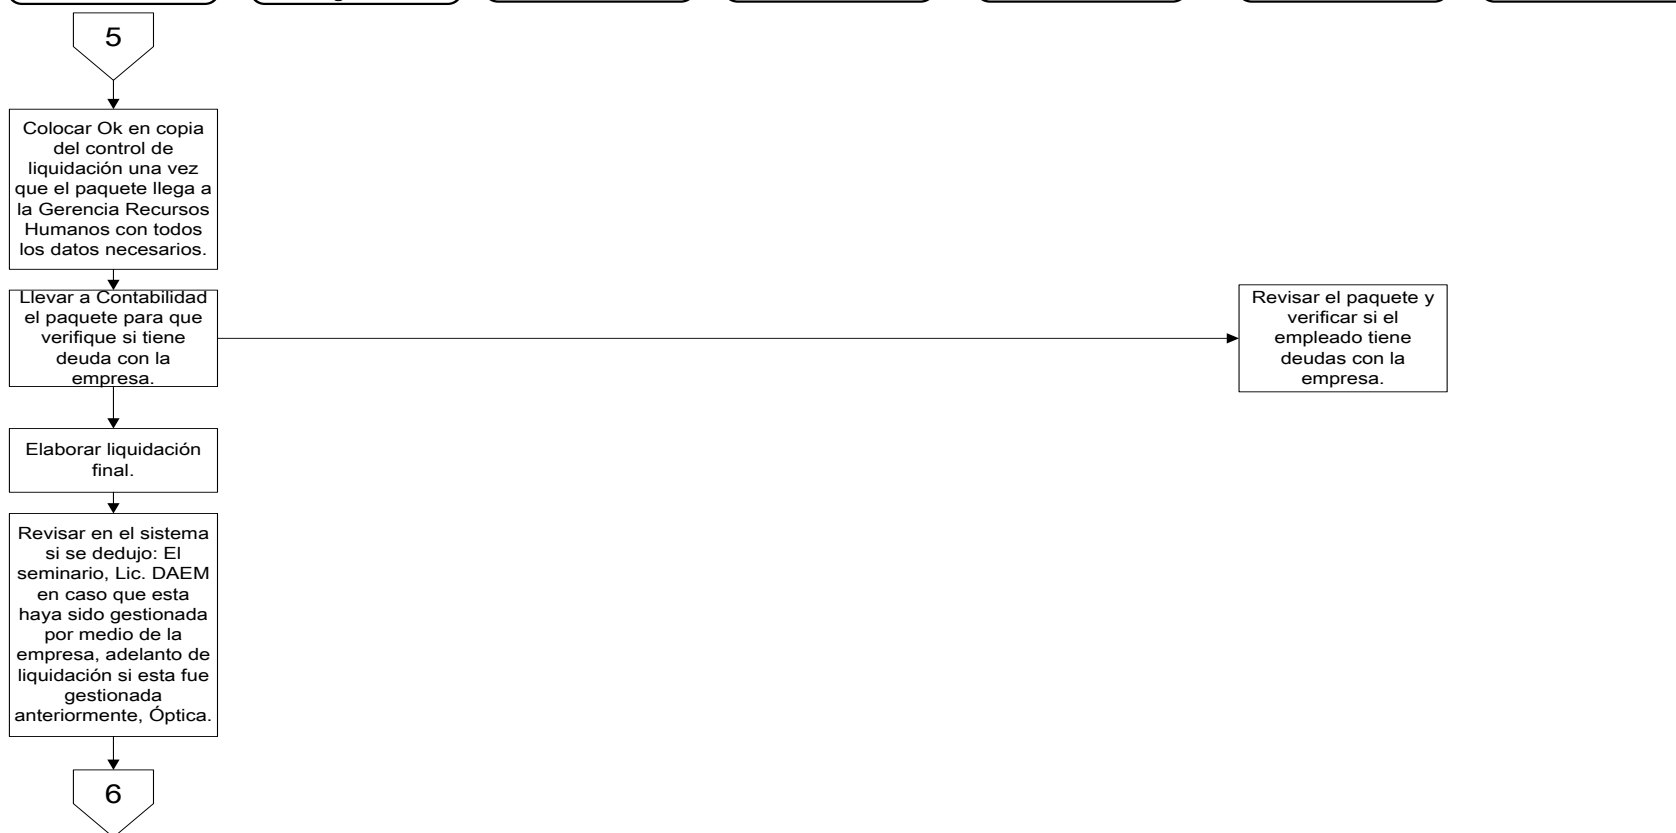 5
Colocar Ok en copia
del control de
liquidación una vez
que el paquete llega a
la Gerencia Recursos
Humanos con todos
los datos necesarios.
Llevar a Contabilidad
el paquete para que
verifique si tiene
deuda con la
empresa.
Revisar el paquete y
verificar si el
empleado tiene
deudas con la
empresa.
Elaborar liquidación
final.
Revisar en el sistema
si se dedujo: El
seminario, Lic. DAEM
en caso que esta
haya sido gestionada
por medio de la
empresa, adelanto de
liquidación si esta fue
gestionada
anteriormente, Óptica.
6